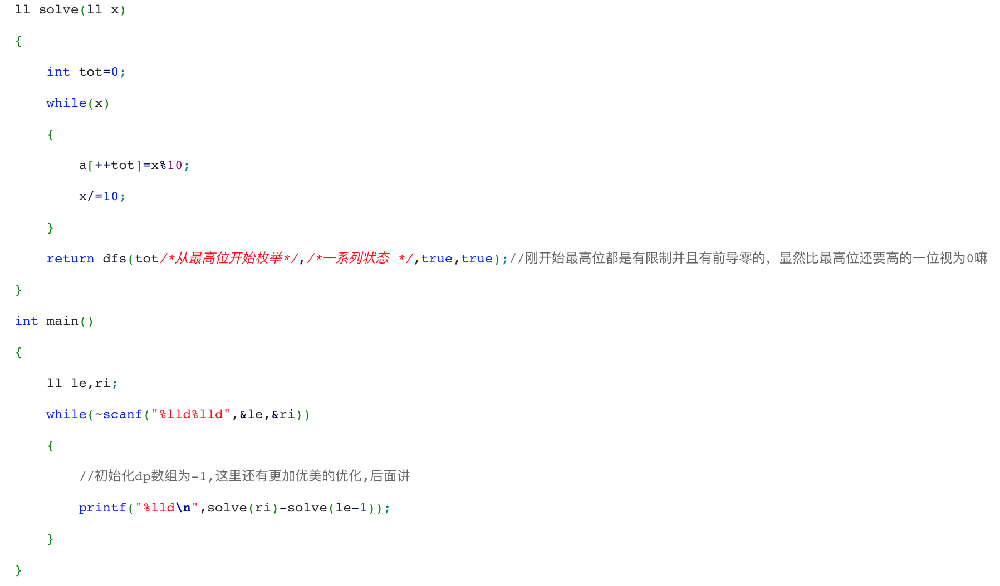 ll solve(ll x)
{
    int tot=0;
    while(x)
    {
        a[++tot]=x%10;
        x/=10;
    }
    return dfs(tot/*从最高位开始枚举*/,/*一系列状态 */,true,true);//刚开始最高位都是有限制并且有前导零的，显然比最高位还要高的一位视为0嘛
}
int main()
{
    ll le,ri;
    while(~scanf("%lld%lld",&le,&ri))
    {
        //初始化dp数组为-1,这里还有更加优美的优化,后面讲
        printf("%lld\n",solve(ri)-solve(le-1));
    }
}